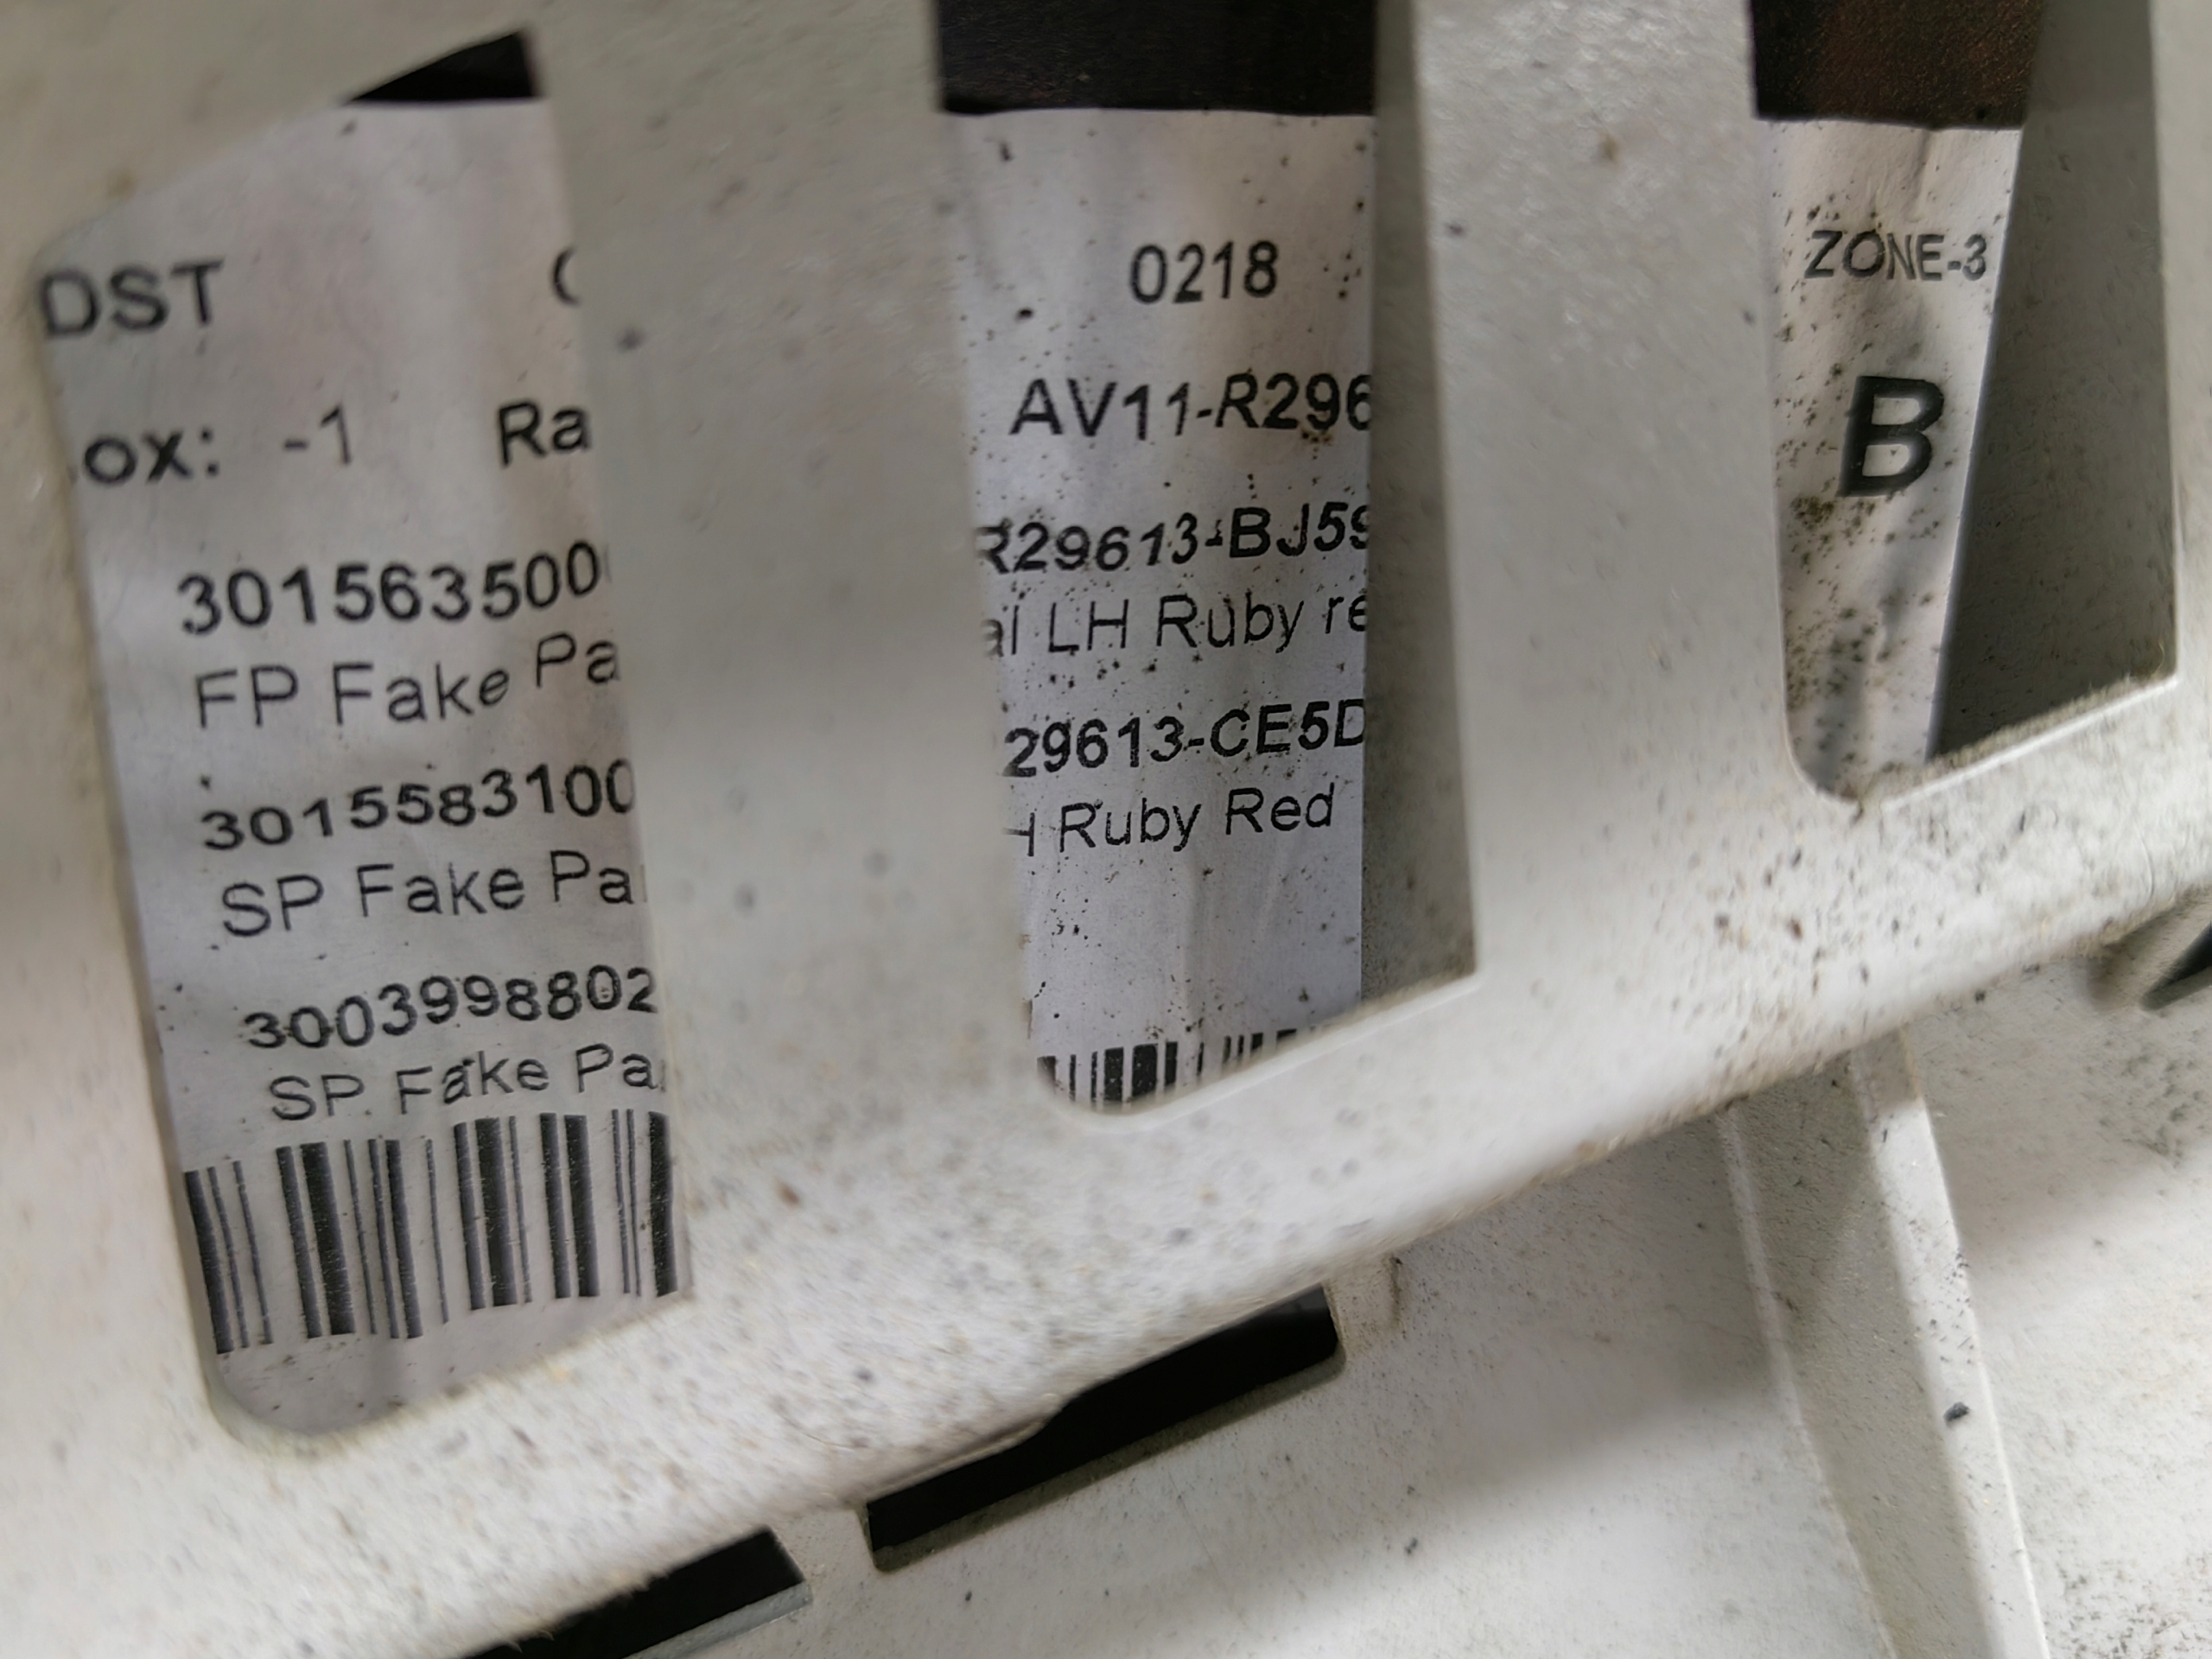 DST 0218 ZONE-3
ox: -1 Ra AV11-R296 B
301563500 R29613-BJ59
FP Fake Pa al LH Ruby re
3015583100 29613-CE5D
SP Fake Pa H Ruby Red
3003998802
SP Fake Pa